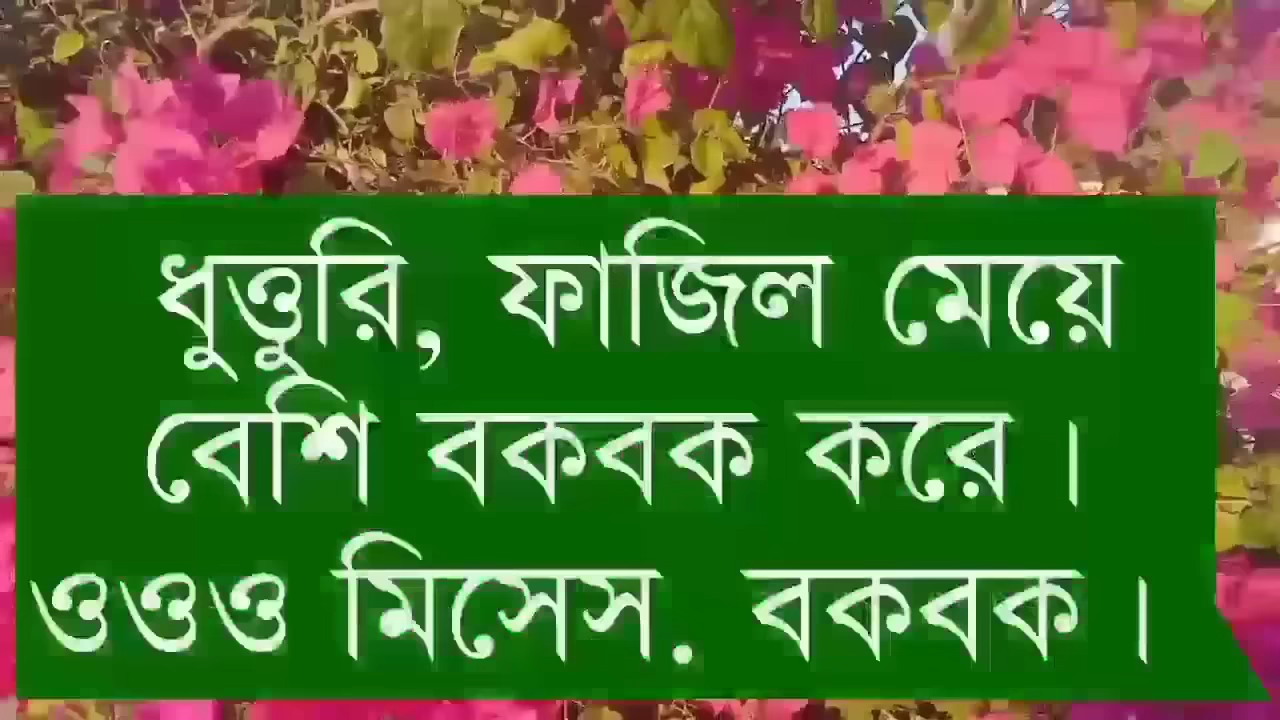 ধুত্তুরি, ফাজিল মেয়ে
বেশি বকবক করে।
ওওও মিসেস. বকবক।